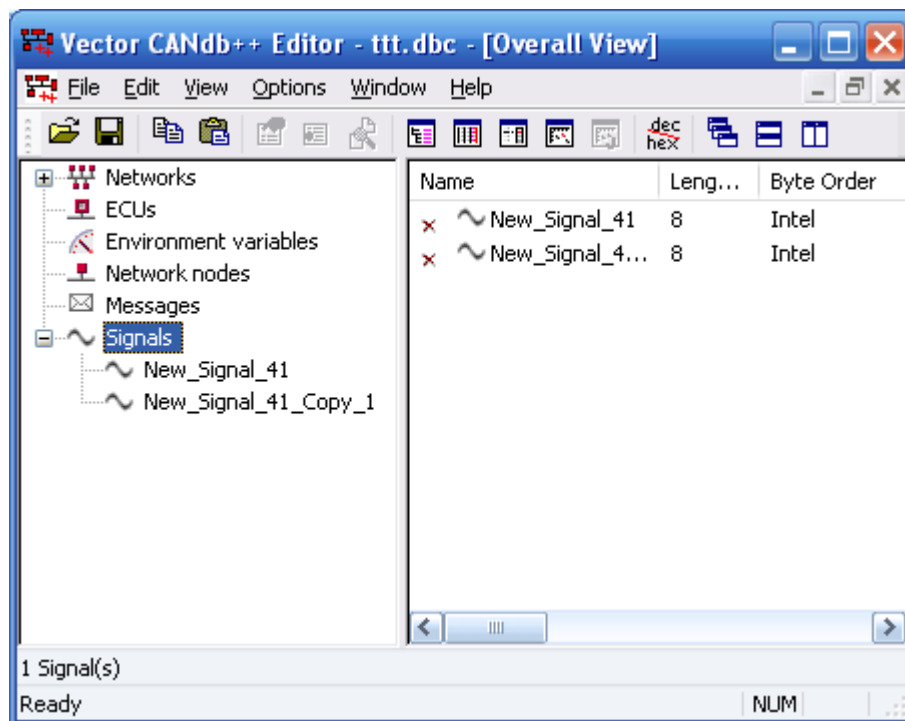 Vector CANdb++ Editor - ttt.dbc - [Overall View]
File Edit View Options Window Help
dec
hex
Networks
ECUs
Environment variables
Network nodes
Messages
Signals
New_Signal_41
New_Signal_41_Copy_1
Name Leng... Byte Order
New_Signal_41 8 Intel
New_Signal_4... 8 Intel
1 Signal(s)
Ready NUM